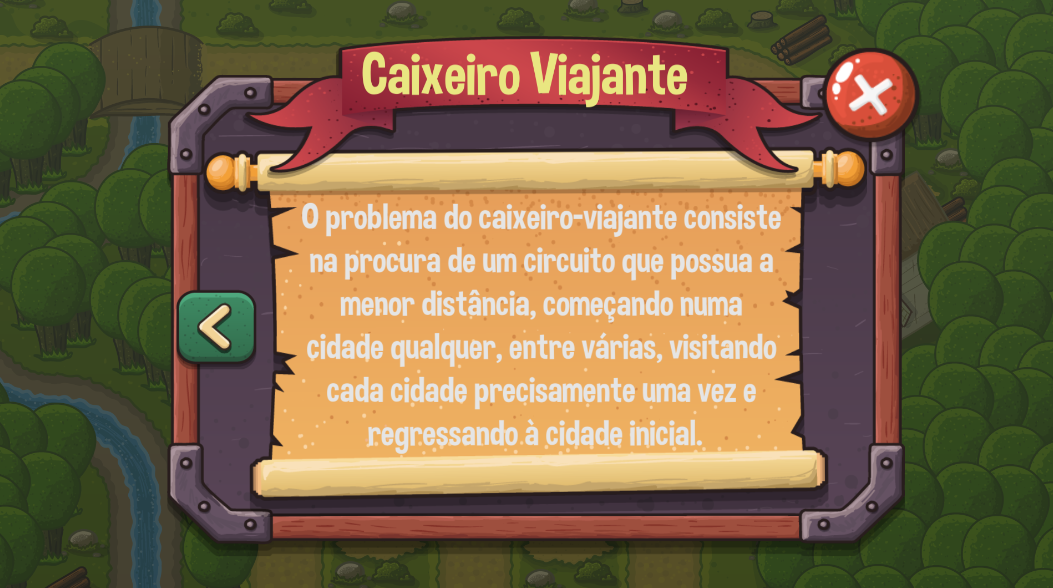 Caixeiro Viajante
O problema do caixeiro-viajante consiste
na procura de um circuito que possua a
menor distância, começando numa
cidade qualquer, entre várias, visitando
cada cidade precisamente uma vez e
regressando à cidade inicial.